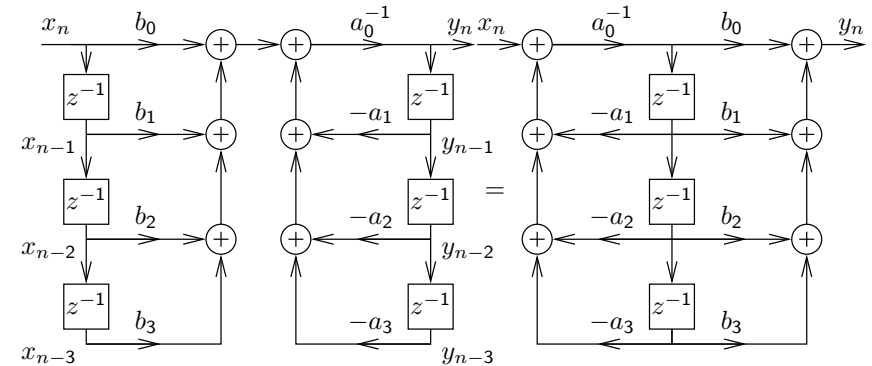 x_n b_0 a_0^{-1} y_n x_n a_0^{-1} b_0 y_n
+ + + +
z^{-1} z^{-1} z^{-1}
b_1 -a_1 -a_1 b_1
+ + + +
x_{n-1} y_{n-1}
z^{-1} z^{-1} = z^{-1}
b_2 -a_2 -a_2 b_2
+ + + +
x_{n-2} y_{n-2}
z^{-1} z^{-1} z^{-1}
b_3 -a_3 -a_3 b_3
x_{n-3} y_{n-3}